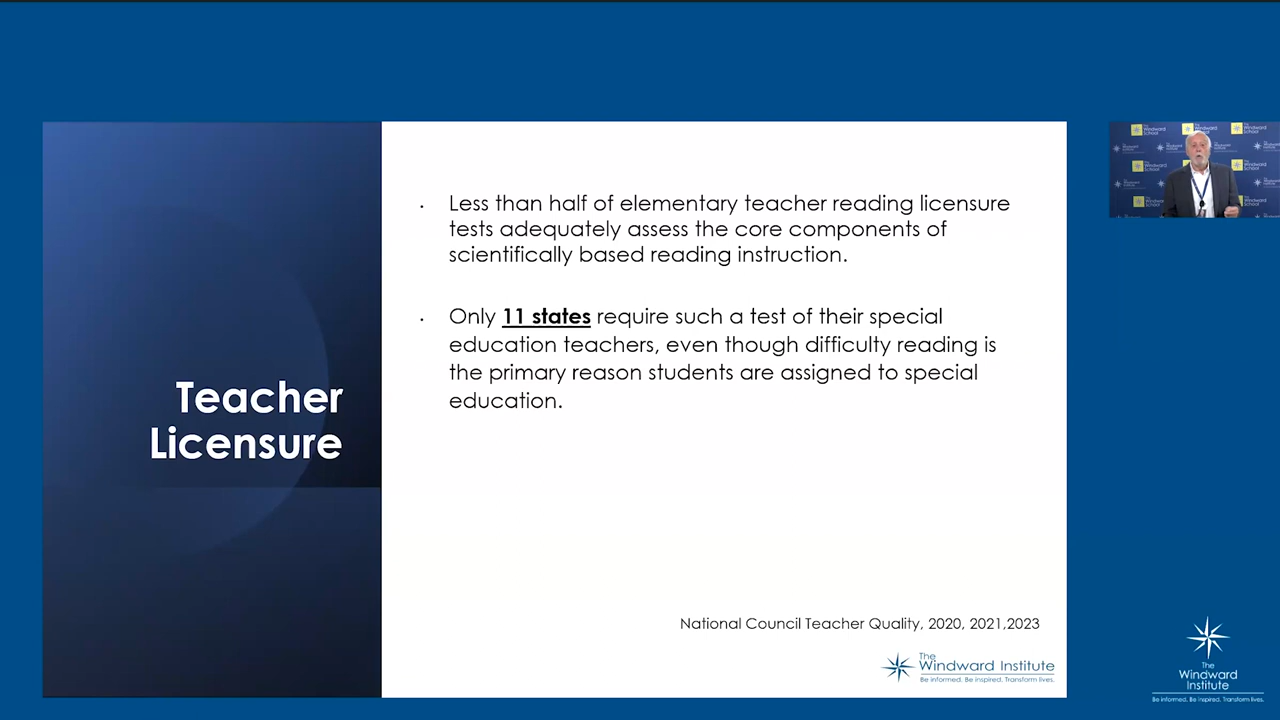 Teacher
Licensure
· Less than half of elementary teacher reading licensure
tests adequately assess the core components of
scientifically based reading instruction.
· Only 11 states require such a test of their special
education teachers, even though difficulty reading is
the primary reason students are assigned to special
education.
National Council Teacher Quality, 2020, 2021,2023
The
Windward Institute
Be informed. Be inspired. Transform lives.
The
Windward
Institute
Be informed. Be inspired. Transform lives.